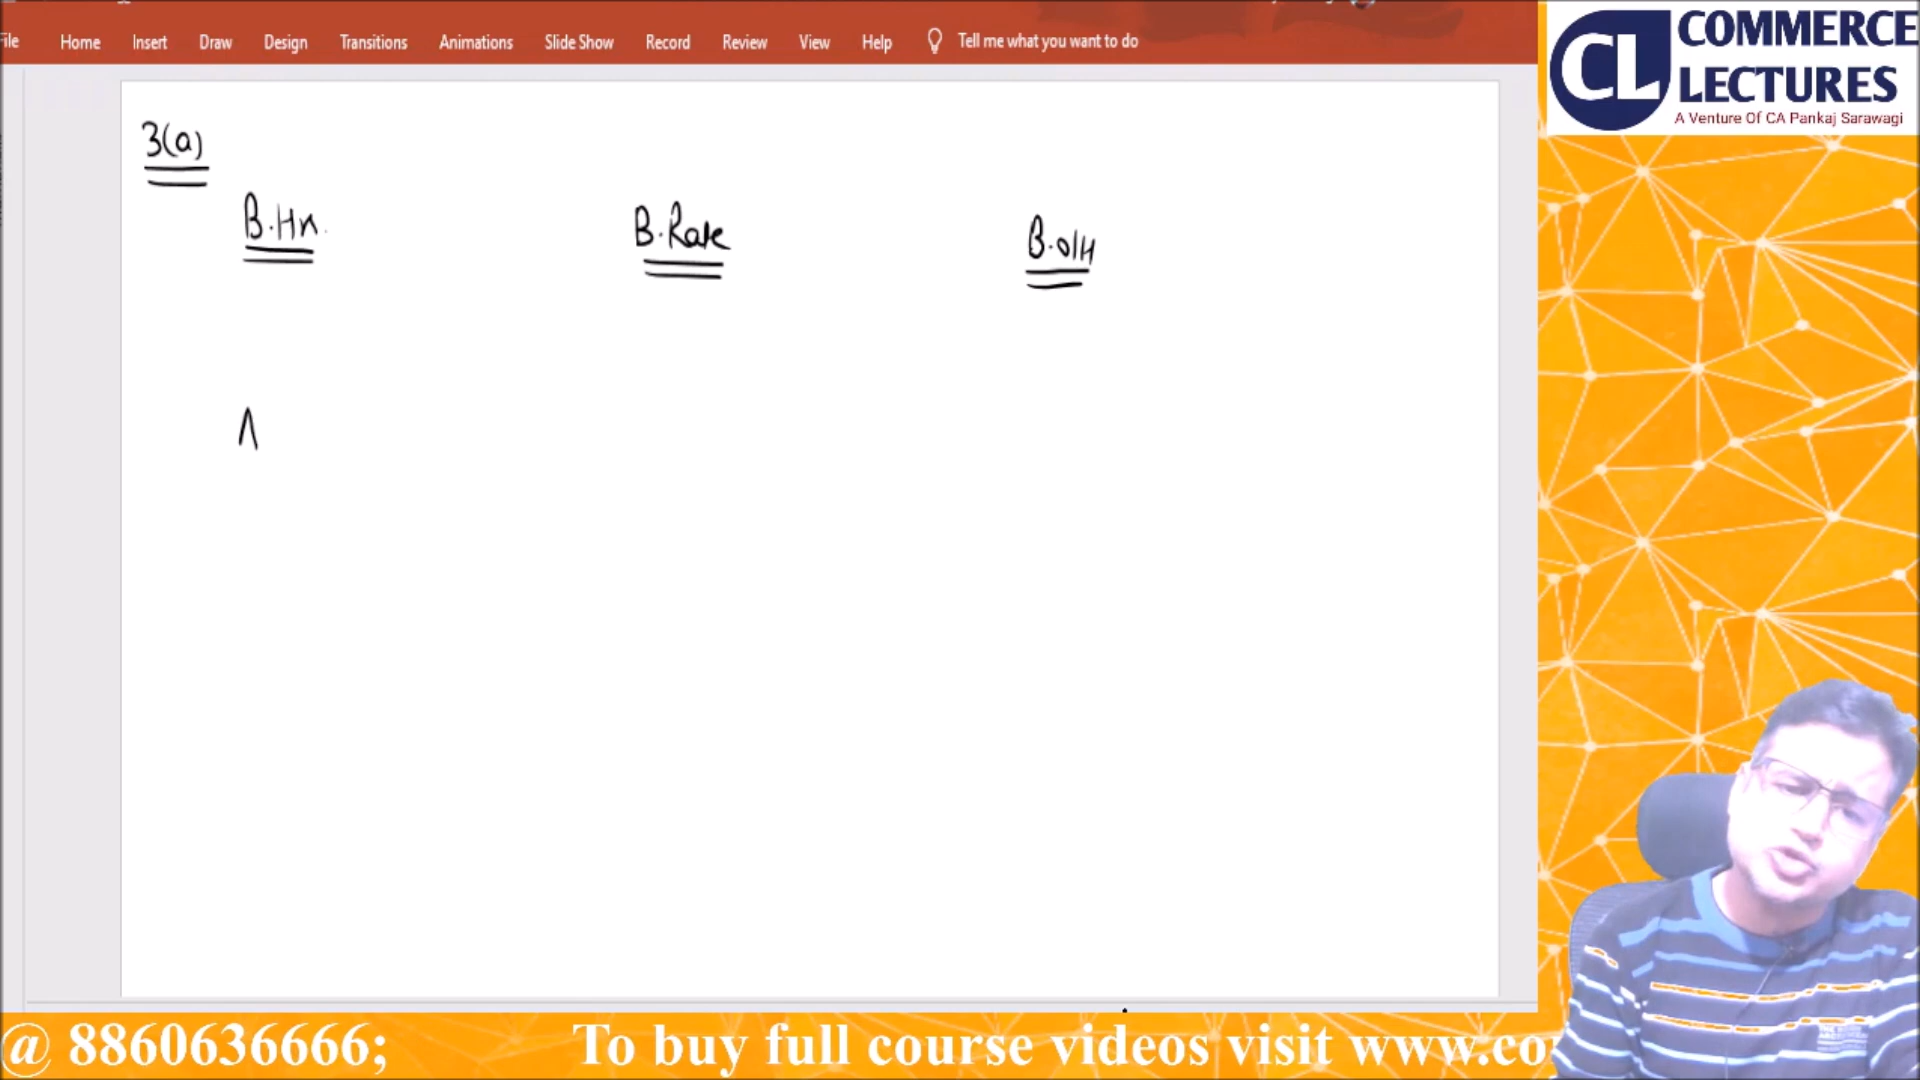 File Home Insert Draw Design Transitions Animations Slide Show Record Review View Help Tell me what you want to do
CL COMMERCE
LECTURES
A Venture Of CA Pankaj Sarawagi
3(a)
B.Hr.
B.Rate
B.O/H
@ 8860636666; To buy full course videos visit www.co